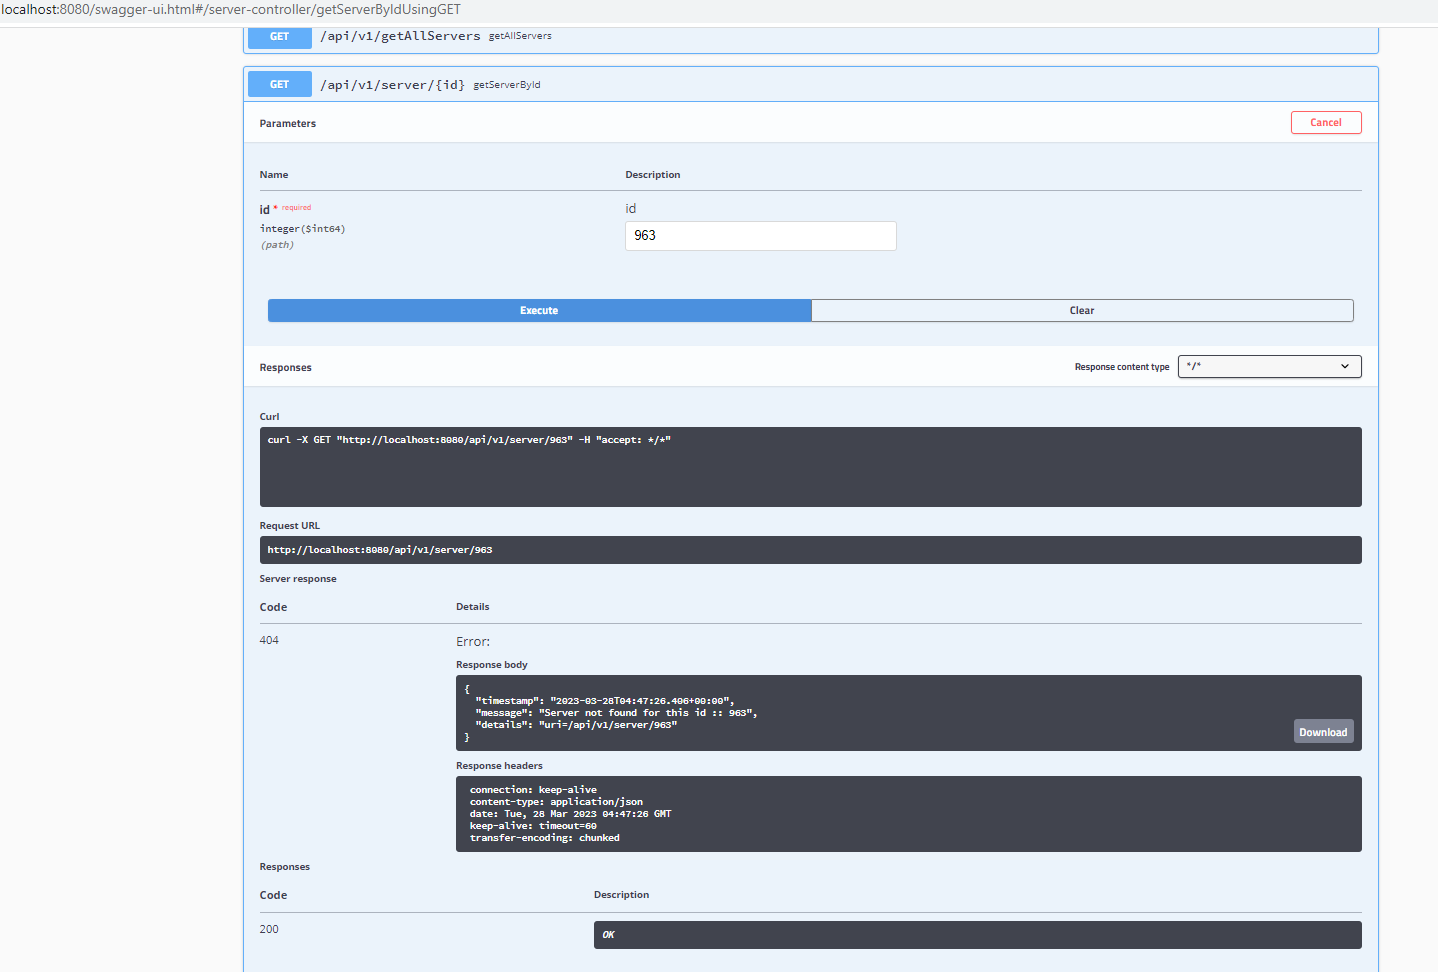 localhost:8080/swagger-ui.html#/server-controller/getServerByIdUsingGET
GET /api/v1/getAllServers getAllServers
GET /api/v1/server/{id} getServerById
Parameters Cancel
Name Description
id * required id
integer($int64) 963
(path)
Execute Clear
Responses Response content type */*
Curl
curl -X GET "http://localhost:8080/api/v1/server/963" -H "accept: */*"
Request URL
http://localhost:8080/api/v1/server/963
Server response
Code Details
404 Error:
Response body
{
"timestamp": "2023-03-28T04:47:26.406+00:00",
"message": "Server not found for this id :: 963",
"details": "uri=/api/v1/server/963"
}
Download
Response headers
connection: keep-alive
content-type: application/json
date: Tue, 28 Mar 2023 04:47:26 GMT
keep-alive: timeout=60
transfer-encoding: chunked
Responses
Code Description
200 OK